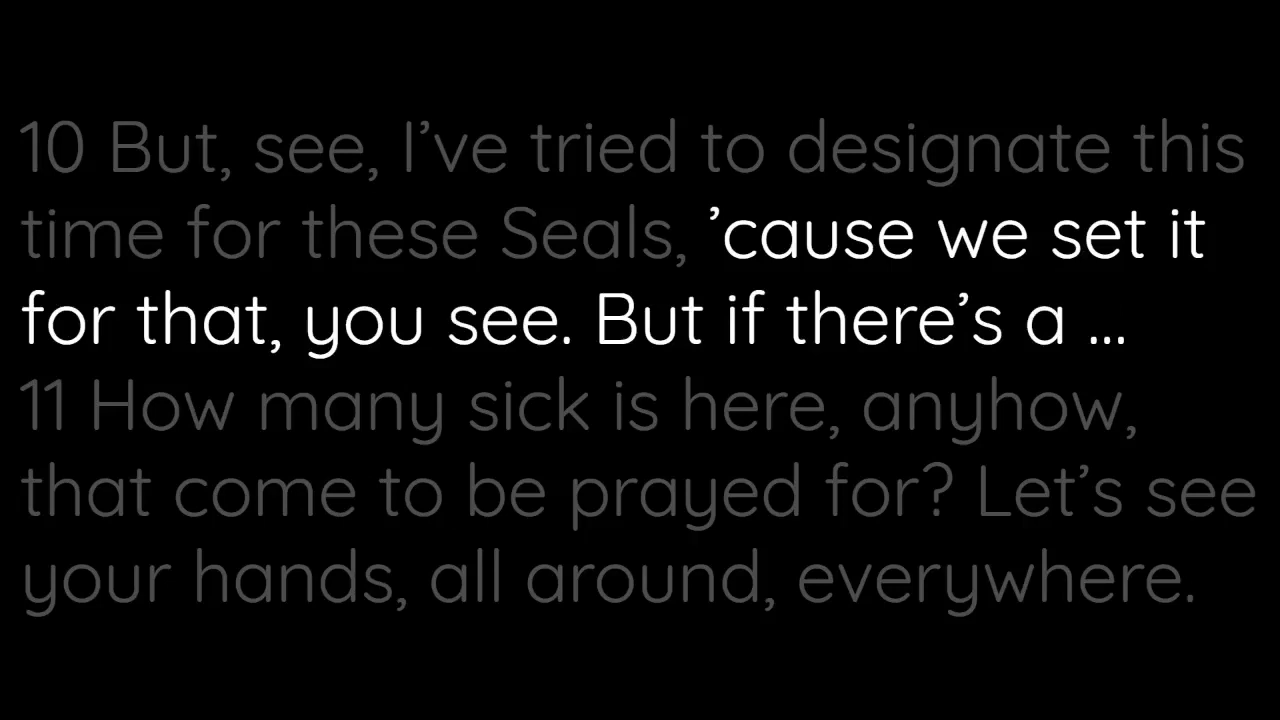 10 But, see, I’ve tried to designate this
time for these Seals, ’cause we set it
for that, you see. But if there’s a ...
11 How many sick is here, anyhow,
that come to be prayed for? Let’s see
your hands, all around, everywhere.